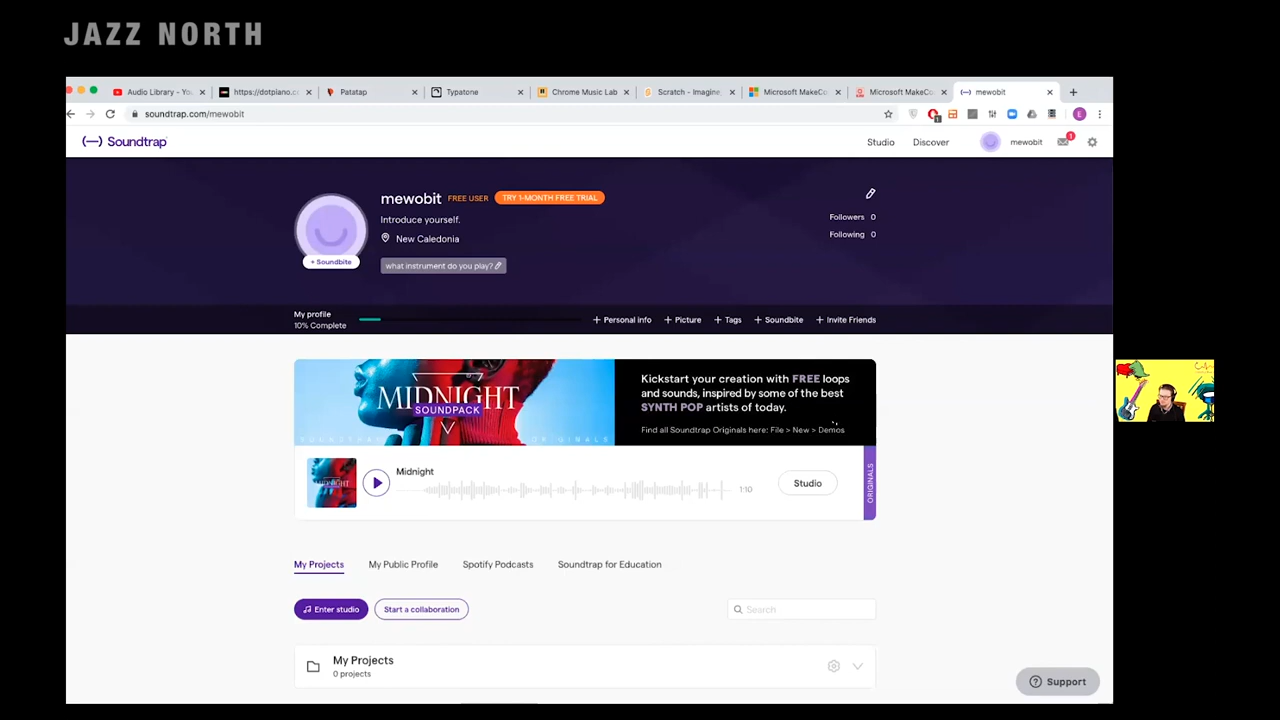 JAZZ NORTH
Audio Library - Yo
https://dotpiano.c
Patatap
Typatone
Chrome Music Lab
Scratch - Imagine,
Microsoft MakeCo
Microsoft MakeCo
mewobit
soundtrap.com/mewobit
E
Soundtrap
Studio
Discover
mewobit
1
mewobit FREE USER TRY 1-MONTH FREE TRIAL
Introduce yourself.
New Caledonia
+ Soundbite
what instrument do you play?
Followers 0
Following 0
My profile
10% Complete
+ Personal info
+ Picture
+ Tags
+ Soundbite
+ Invite Friends
MIDNIGHT
SOUNDPACK
Kickstart your creation with FREE loops
and sounds, inspired by some of the best
SYNTH POP artists of today.
Find all Soundtrap Originals here: File > New > Demos
Midnight
1:10
Studio
ORIGINALS
My Projects
My Public Profile
Spotify Podcasts
Soundtrap for Education
Enter studio
Start a collaboration
Search
My Projects
0 projects
Support